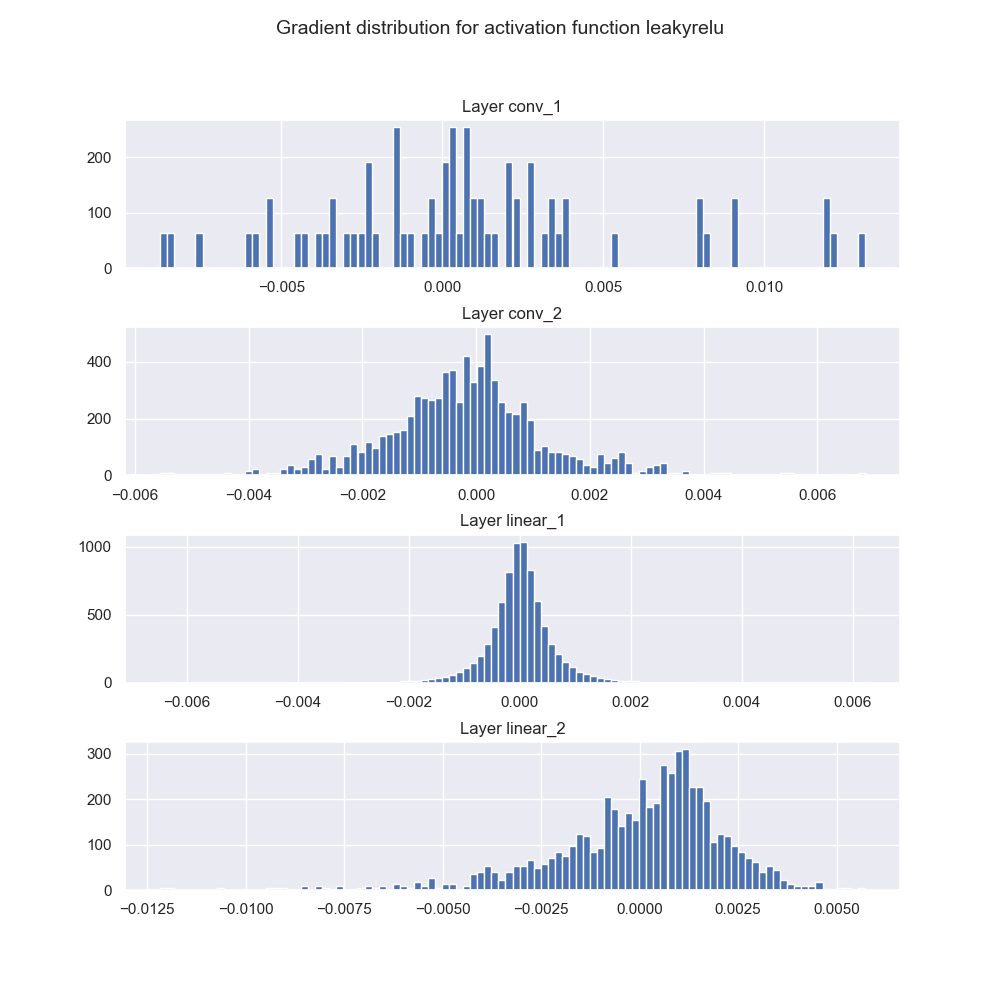 Gradient distribution for activation function leakyrelu
Layer conv_1
200
100
0
−0.005 0.000 0.005 0.010
Layer conv_2
400
200
0
−0.006 −0.004 −0.002 0.000 0.002 0.004 0.006
Layer linear_1
1000
500
0
−0.006 −0.004 −0.002 0.000 0.002 0.004 0.006
Layer linear_2
300
200
100
0
−0.0125 −0.0100 −0.0075 −0.0050 −0.0025 0.0000 0.0025 0.0050